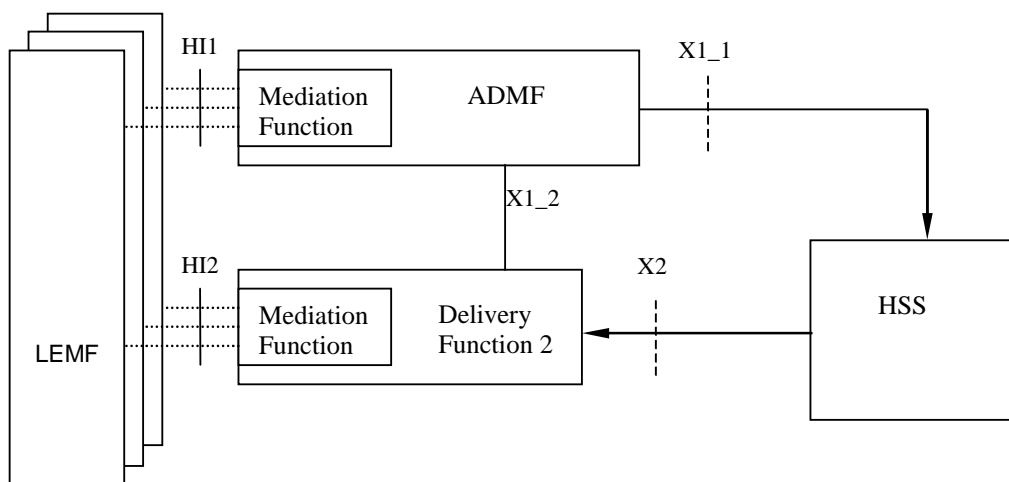 HI1
X1_1
Mediation
Function
ADMF
X1_2
HI2
X2
Mediation
Function
Delivery
Function 2
HSS
LEMF